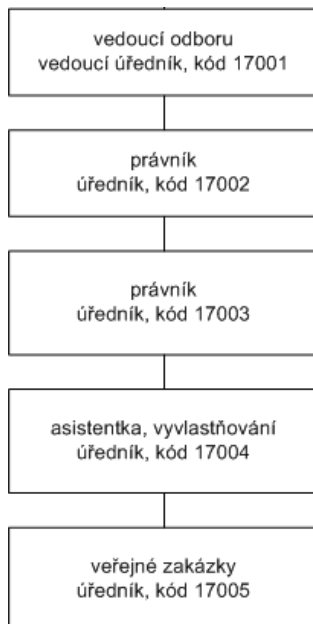 vedoucí odboru
vedoucí úředník, kód 17001
právník
úředník, kód 17002
právník
úředník, kód 17003
asistentka, vyvlastňování
úředník, kód 17004
veřejné zakázky
úředník, kód 17005